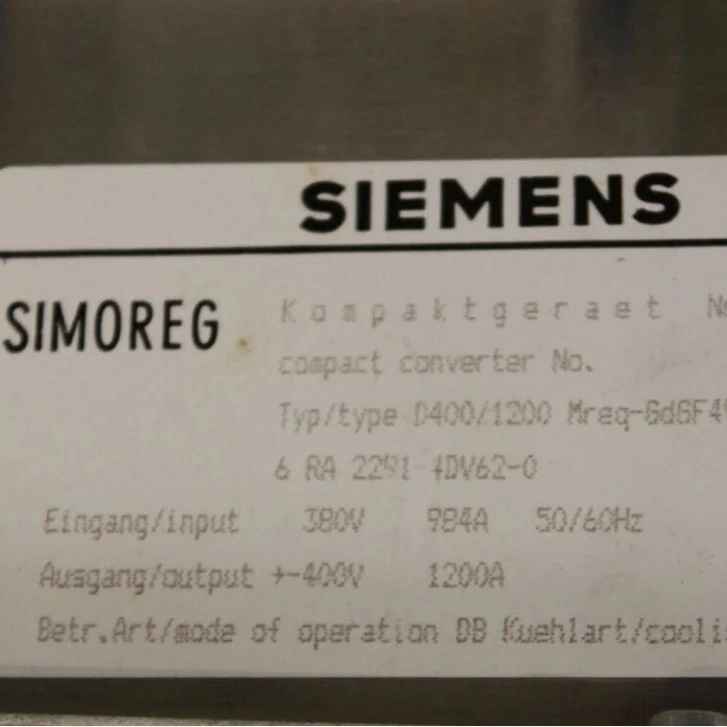 SIEMENS
SIMOREG
Kompaktgeraet
compact converter No.
Typ/type D400/1200 Mreq-GdGF4
6 RA 2291-4DV62-0
Eingang/input 380V 984A 50/60Hz
Ausgang/output +-400V 1200A
Betr.Art/mode of operation DB Kuehlart/cooli